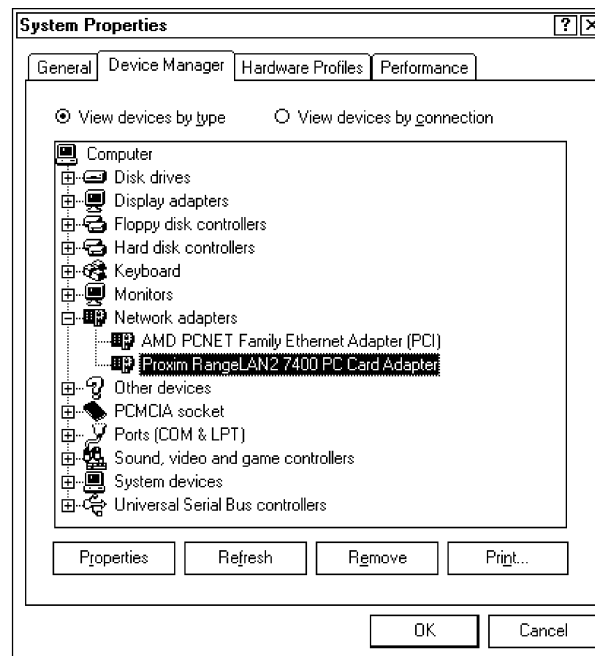 System Properties
General Device Manager Hardware Profiles Performance
View devices by type View devices by connection
Computer
Disk drives
Display adapters
Floppy disk controllers
Hard disk controllers
Keyboard
Monitors
Network adapters
AMD PCNET Family Ethernet Adapter (PCI)
Proxim RangeLAN2 7400 PC Card Adapter
Other devices
PCMCIA socket
Ports (COM & LPT)
Sound, video and game controllers
System devices
Universal Serial Bus controllers
Properties Refresh Remove Print...
OK Cancel